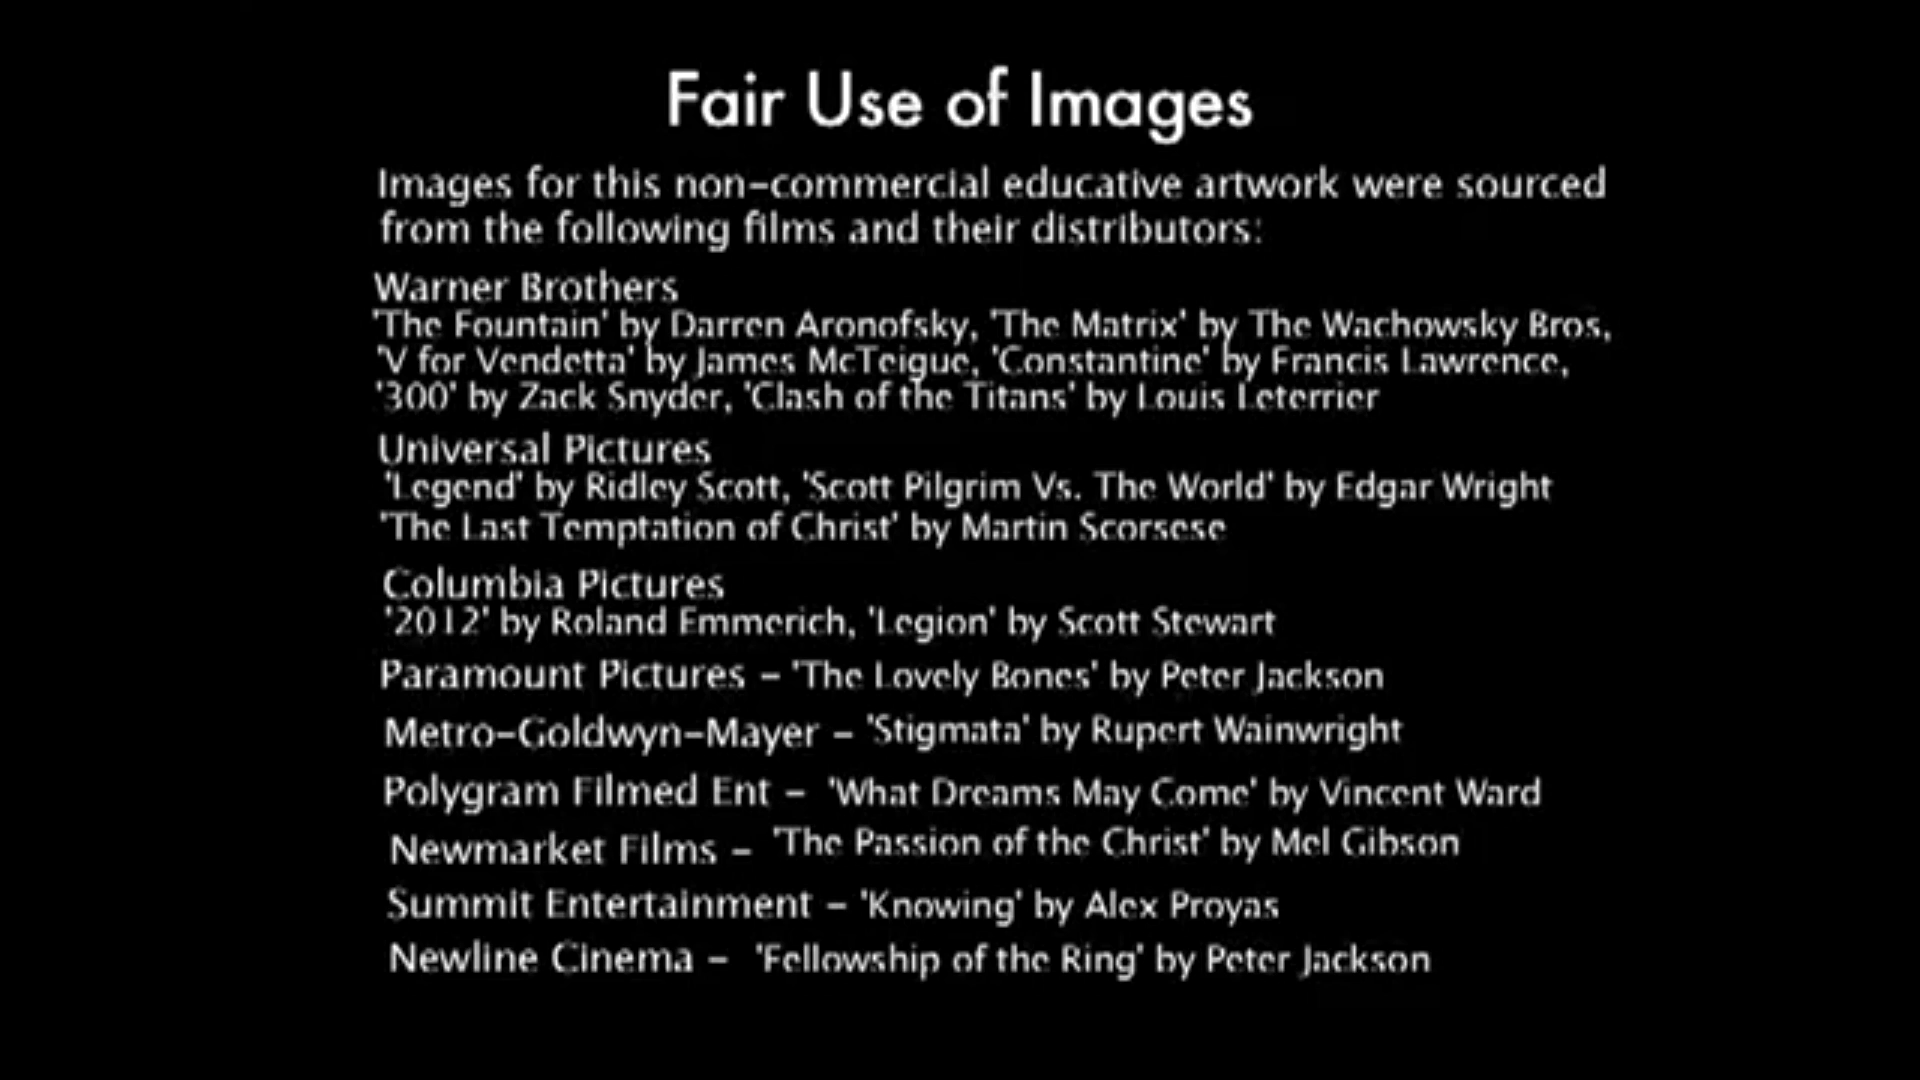 Fair Use of Images
Images for this non-commercial educative artwork were sourced
from the following films and their distributors:
Warner Brothers
'The Fountain' by Darren Aronofsky, 'The Matrix' by The Wachowsky Bros,
'V for Vendetta' by James McTeigue, 'Constantine' by Francis Lawrence,
'300' by Zack Snyder, 'Clash of the Titans' by Louis Leterrier
Universal Pictures
'Legend' by Ridley Scott, 'Scott Pilgrim Vs. The World' by Edgar Wright
'The Last Temptation of Christ' by Martin Scorsese
Columbia Pictures
'2012' by Roland Emmerich, 'Legion' by Scott Stewart
Paramount Pictures - 'The Lovely Bones' by Peter Jackson
Metro-Goldwyn-Mayer - 'Stigmata' by Rupert Wainwright
Polygram Filmed Ent - 'What Dreams May Come' by Vincent Ward
Newmarket Films - 'The Passion of the Christ' by Mel Gibson
Summit Entertainment - 'Knowing' by Alex Proyas
Newline Cinema - 'Fellowship of the Ring' by Peter Jackson